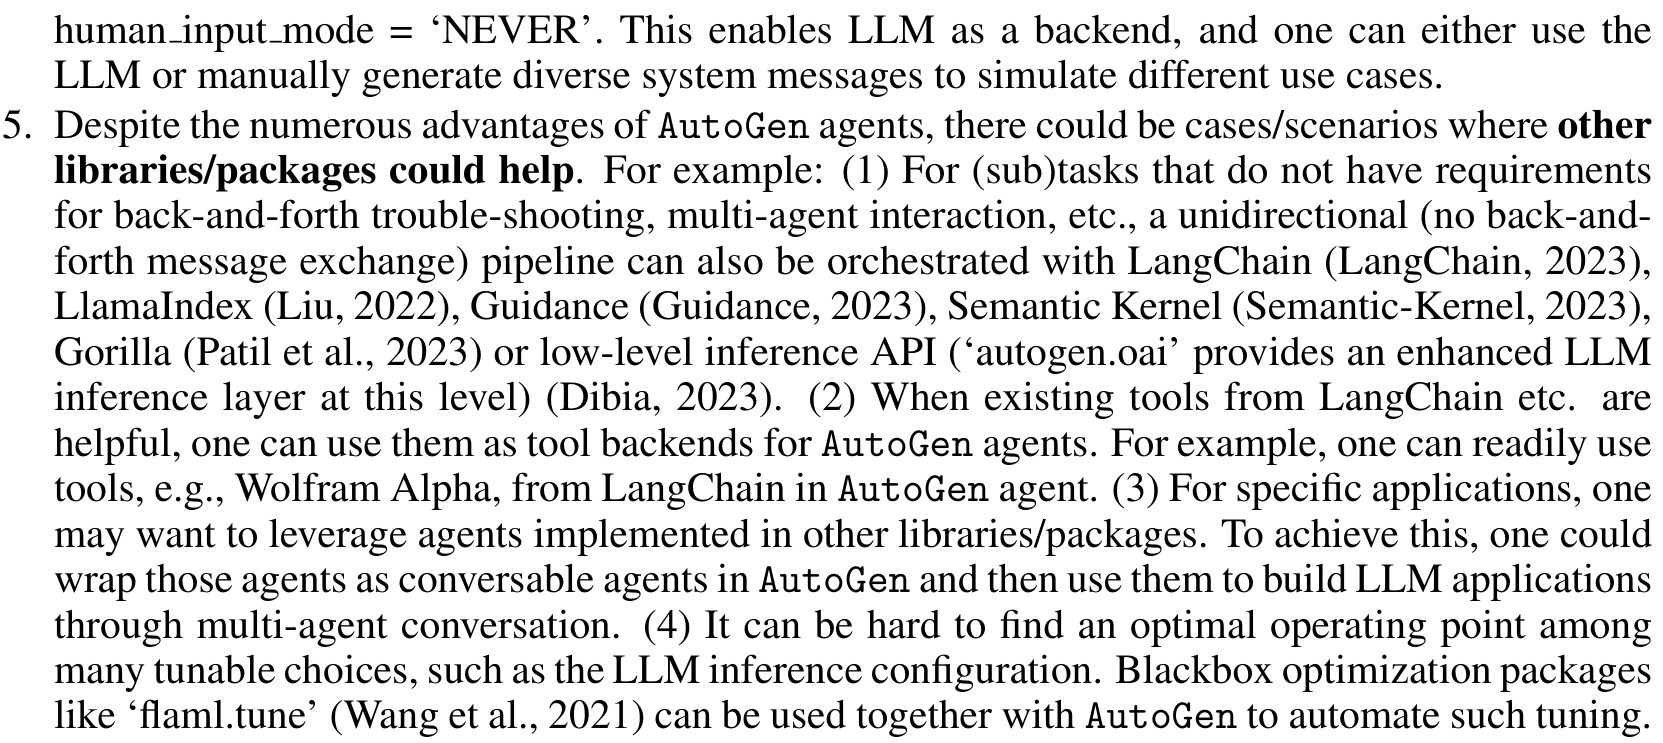 human_input_mode = ‘NEVER’. This enables LLM as a backend, and one can either use the
LLM or manually generate diverse system messages to simulate different use cases.
5. Despite the numerous advantages of AutoGen agents, there could be cases/scenarios where other
libraries/packages could help. For example: (1) For (sub)tasks that do not have requirements
for back-and-forth trouble-shooting, multi-agent interaction, etc., a unidirectional (no back-and-
forth message exchange) pipeline can also be orchestrated with LangChain (LangChain, 2023),
LlamaIndex (Liu, 2022), Guidance (Guidance, 2023), Semantic Kernel (Semantic-Kernel, 2023),
Gorilla (Patil et al., 2023) or low-level inference API (‘autogen.oai’ provides an enhanced LLM
inference layer at this level) (Dibia, 2023). (2) When existing tools from LangChain etc. are
helpful, one can use them as tool backends for AutoGen agents. For example, one can readily use
tools, e.g., Wolfram Alpha, from LangChain in AutoGen agent. (3) For specific applications, one
may want to leverage agents implemented in other libraries/packages. To achieve this, one could
wrap those agents as conversable agents in AutoGen and then use them to build LLM applications
through multi-agent conversation. (4) It can be hard to find an optimal operating point among
many tunable choices, such as the LLM inference configuration. Blackbox optimization packages
like ‘flaml.tune’ (Wang et al., 2021) can be used together with AutoGen to automate such tuning.